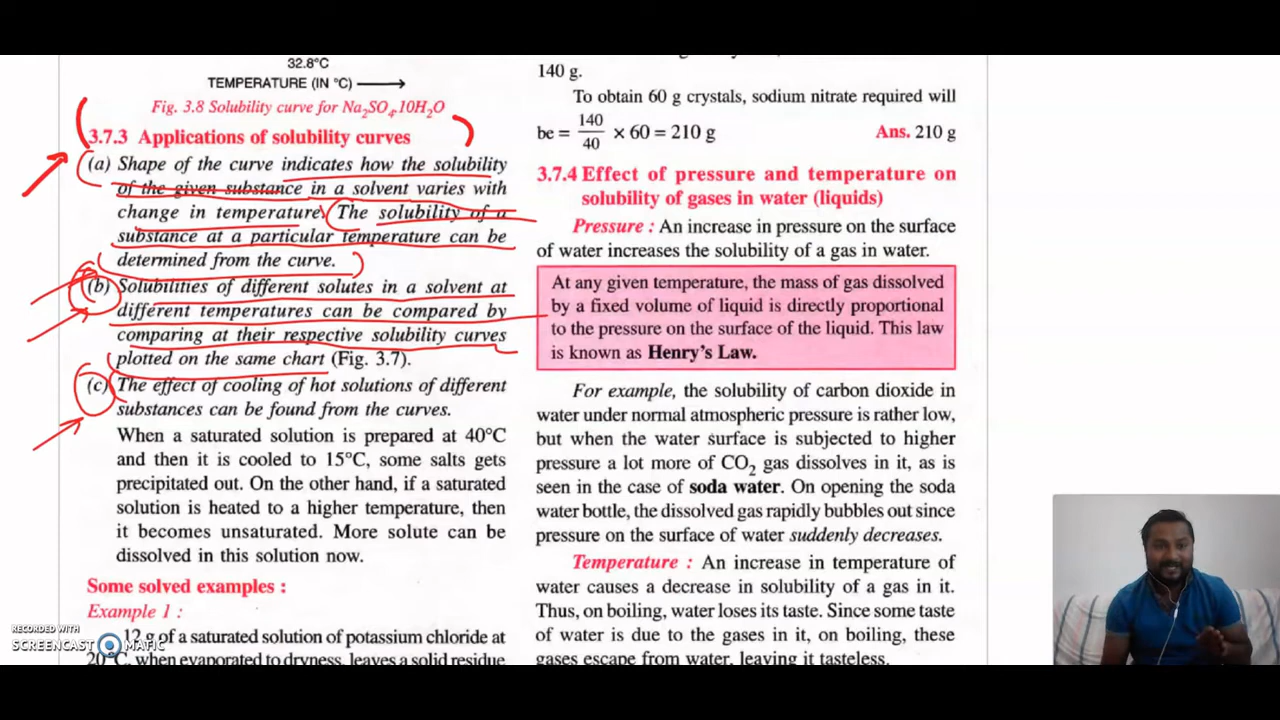 32.8°C
TEMPERATURE (IN °C)
Fig. 3.8 Solubility curve for Na2SO4.10H2O
3.7.3 Applications of solubility curves
(a) Shape of the curve indicates how the solubility
of the given substance in a solvent varies with
change in temperature. The solubility of a
substance at a particular temperature can be
determined from the curve.
(b) Solubilities of different solutes in a solvent at
different temperatures can be compared by
comparing at their respective solubility curves
plotted on the same chart (Fig. 3.7).
(c) The effect of cooling of hot solutions of different
substances can be found from the curves.
When a saturated solution is prepared at 40°C
and then it is cooled to 15°C, some salts gets
precipitated out. On the other hand, if a saturated
solution is heated to a higher temperature, then
it becomes unsaturated. More solute can be
dissolved in this solution now.
Some solved examples :
Example 1 :
12 g of a saturated solution of potassium chloride at
20°C, when evaporated to dryness, leaves a solid residue
RECORDED WITH
SCREENCAST MATIC
140 g.
To obtain 60 g crystals, sodium nitrate required will
be = 140/40 × 60 = 210 g Ans. 210 g
3.7.4 Effect of pressure and temperature on
solubility of gases in water (liquids)
Pressure : An increase in pressure on the surface
of water increases the solubility of a gas in water.
At any given temperature, the mass of gas dissolved
by a fixed volume of liquid is directly proportional
to the pressure on the surface of the liquid. This law
is known as Henry's Law.
For example, the solubility of carbon dioxide in
water under normal atmospheric pressure is rather low,
but when the water surface is subjected to higher
pressure a lot more of CO2 gas dissolves in it, as is
seen in the case of soda water. On opening the soda
water bottle, the dissolved gas rapidly bubbles out since
pressure on the surface of water suddenly decreases.
Temperature : An increase in temperature of
water causes a decrease in solubility of a gas in it.
Thus, on boiling, water loses its taste. Since some taste
of water is due to the gases in it, on boiling, these
gases escape from water, leaving it tasteless.